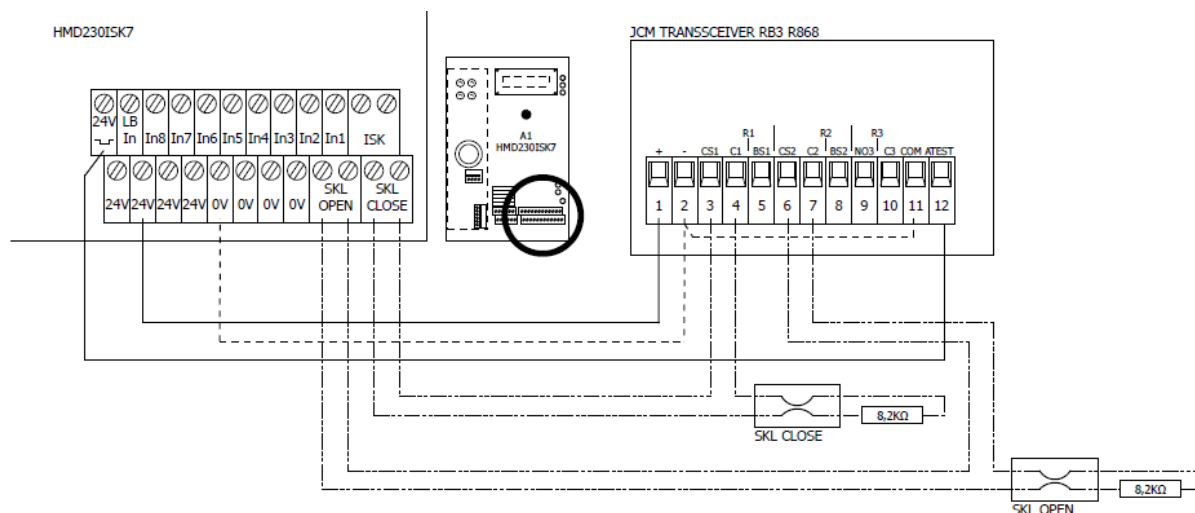 HMD230ISK7
JCM TRANSSCEIVER RB3 R868
24V LB In In8 In7 In6 In5 In4 In3 In2 In1 ISK
24V 24V 24V 24V 0V 0V 0V 0V SKL OPEN SKL CLOSE
A1
HMD230ISK7
R1 R2 R3
+ - CS1 C1 BS1 CS2 C2 BS2 NO3 C3 COM ATEST
1 2 3 4 5 6 7 8 9 10 11 12
8,2KΩ
SKL CLOSE
8,2KΩ
SKL OPEN